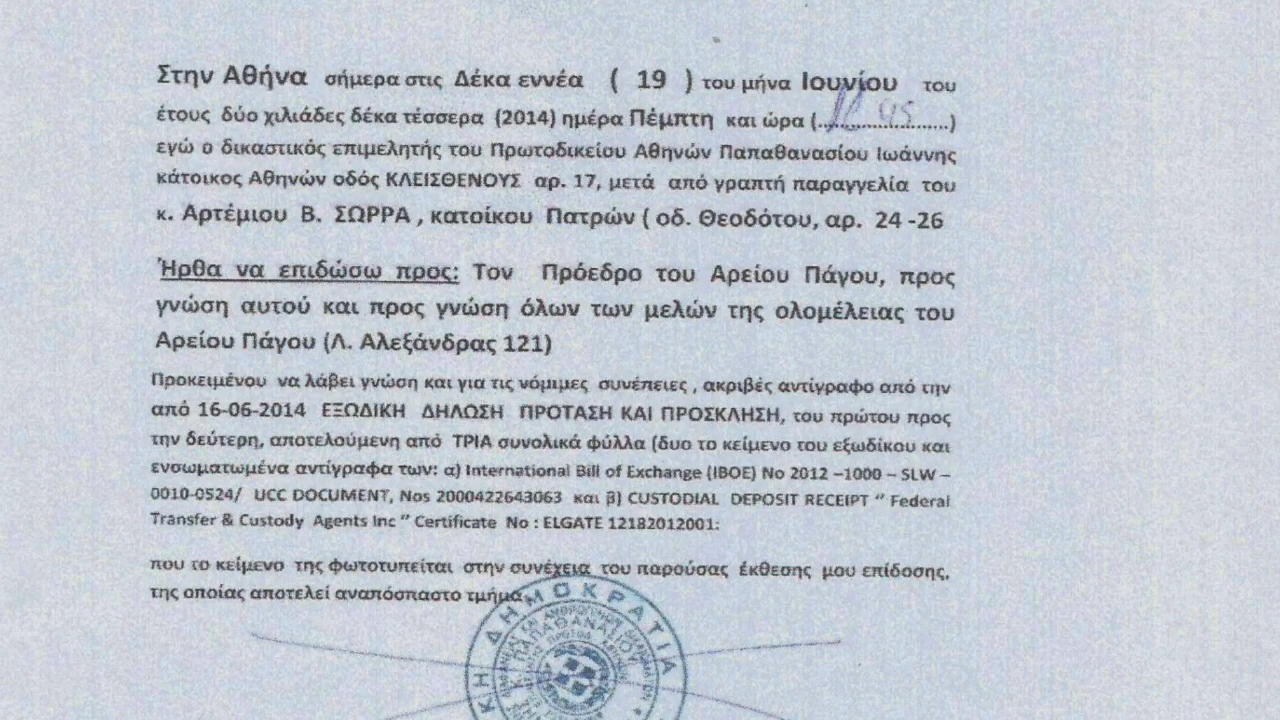 Στην Αθήνα σήμερα στις Δέκα εννέα ( 19 ) του μήνα Ιουνίου του
έτους δύο χιλιάδες δέκα τέσσερα (2014) ημέρα Πέμπτη και ώρα (.......................)
εγώ ο δικαστικός επιμελητής του Πρωτοδικείου Αθηνών Παπαθανασίου Ιωάννης
κάτοικος Αθηνών οδός ΚΛΕΙΣΘΕΝΟΥΣ αρ. 17, μετά από γραπτή παραγγελία του
κ. Αρτέμιου Β. ΣΩΡΡΑ , κατοίκου Πατρών ( οδ. Θεοδότου, αρ. 24 -26
Ήρθα να επιδώσω προς: Τον Πρόεδρο του Αρείου Πάγου, προς
γνώση αυτού και προς γνώση όλων των μελών της ολομέλειας του
Αρείου Πάγου (Λ. Αλεξάνδρας 121)
Προκειμένου να λάβει γνώση και για τις νόμιμες συνέπειες , ακριβές αντίγραφο από την
από 16-06-2014 ΕΞΩΔΙΚΗ ΔΗΛΩΣΗ ΠΡΟΤΑΣΗ ΚΑΙ ΠΡΟΣΚΛΗΣΗ, του πρώτου προς
την δεύτερη, αποτελούμενη από ΤΡΙΑ συνολικά φύλλα (δυο το κείμενο του εξωδίκου και
ενσωματωμένα αντίγραφα των: α) International Bill of Exchange (IBOE) No 2012 –1000 – SLW –
0010-0524/ UCC DOCUMENT, Nos 2000422643063 και β) CUSTODIAL DEPOSIT RECEIPT " Federal
Transfer & Custody Agents Inc " Certificate No : ELGATE 12182012001:
που το κείμενο της φωτοτυπείται στην συνέχεια του παρούσας έκθεσης μου επίδοσης,
της οποίας αποτελεί αναπόσπαστο τμήμα.
ΔΗΜΟΚΡΑΤΙΑ
ΠΑΠΑΘΑΝΑΣΙΟΥ